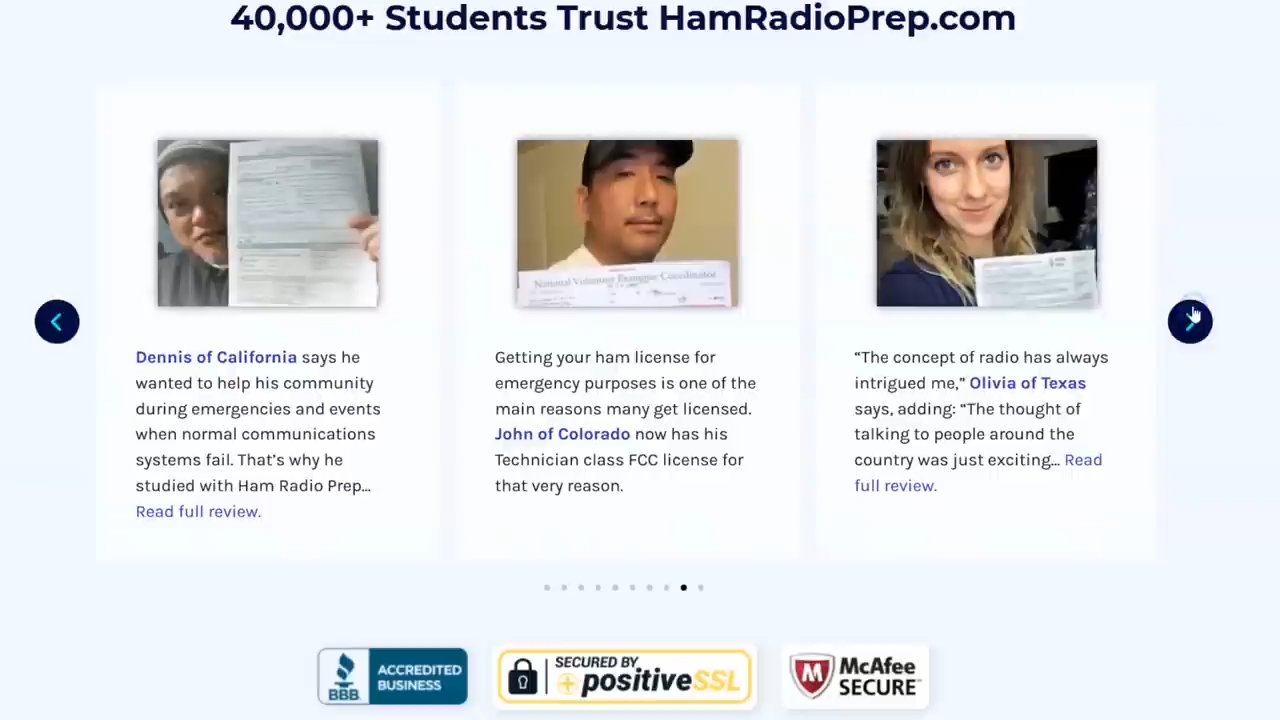 40,000+ Students Trust HamRadioPrep.com
National Volunteer Examiner Coordinator
Dennis of California says he
wanted to help his community
during emergencies and events
when normal communications
systems fail. That’s why he
studied with Ham Radio Prep...
Read full review.
Getting your ham license for
emergency purposes is one of the
main reasons many get licensed.
John of Colorado now has his
Technician class FCC license for
that very reason.
“The concept of radio has always
intrigued me,” Olivia of Texas
says, adding: “The thought of
talking to people around the
country was just exciting... Read
full review.
BBB
ACCREDITED
BUSINESS
SECURED BY
positiveSSL
McAfee
SECURE™